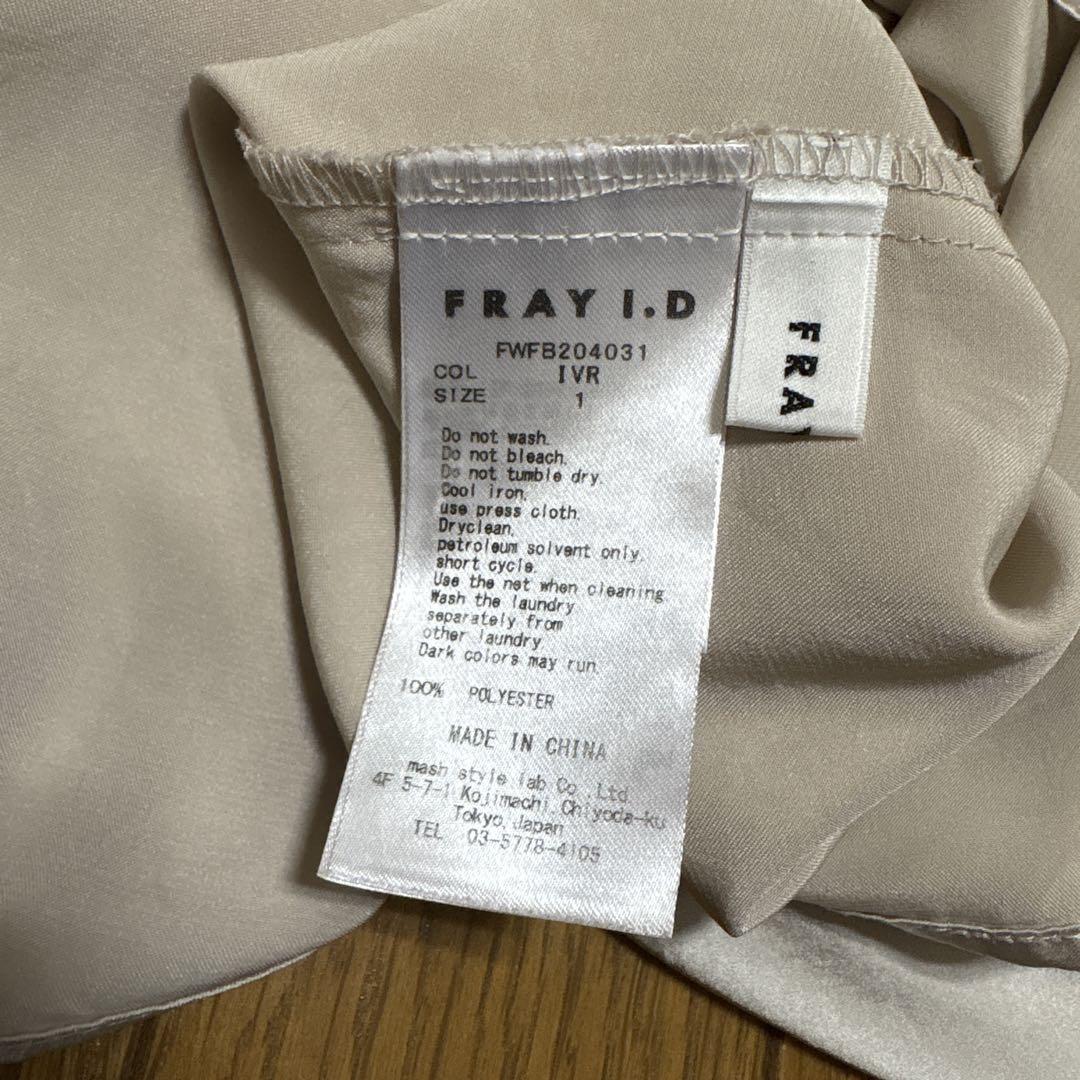 FRAY I.D
FWFB204031
COL IVR
SIZE 1
Do not wash.
Do not bleach.
Do not tumble dry.
Cool iron.
use press cloth.
Dryclean.
petroleum solvent only.
short cycle.
Use the net when cleaning
Wash the laundry
separately from
other laundry
Dark colors may run
100% POLYESTER
MADE IN CHINA
mash style lab Co.,Ltd.
4F 5-7-1 Kojimachi,Chiyoda-ku
Tokyo,Japan
TEL 03-5778-4105
FRAY